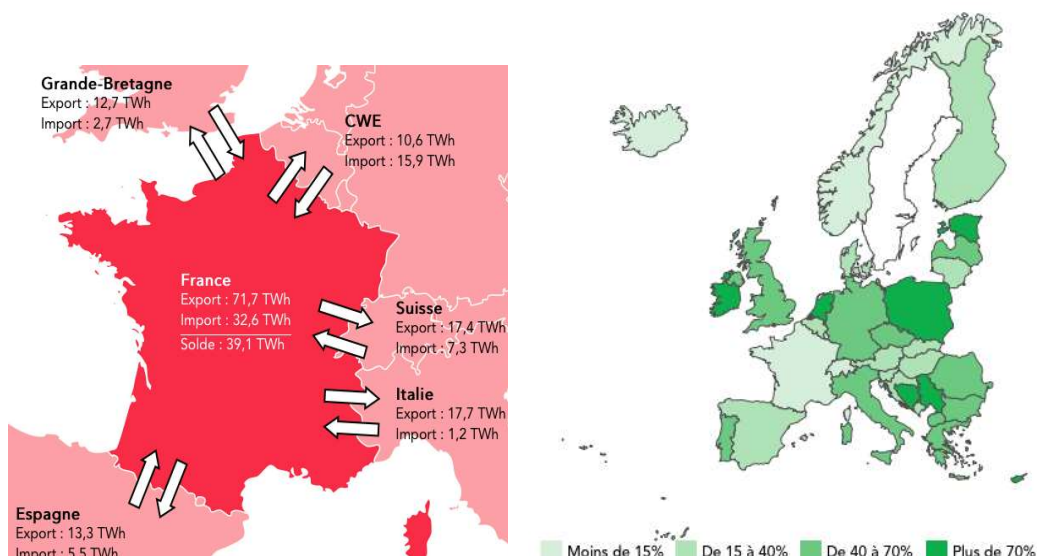 Grande-Bretagne
Export : 12,7 TWh
Import : 2,7 TWh
CWE
Export : 10,6 TWh
Import : 15,9 TWh
France
Export : 71,7 TWh
Import : 32,6 TWh
Solde : 39,1 TWh
Suisse
Export : 17,4 TWh
Import : 7,3 TWh
Italie
Export : 17,7 TWh
Import : 1,2 TWh
Espagne
Export : 13,3 TWh
Import : 5,5 TWh
Moins de 15% De 15 à 40% De 40 à 70% Plus de 70%